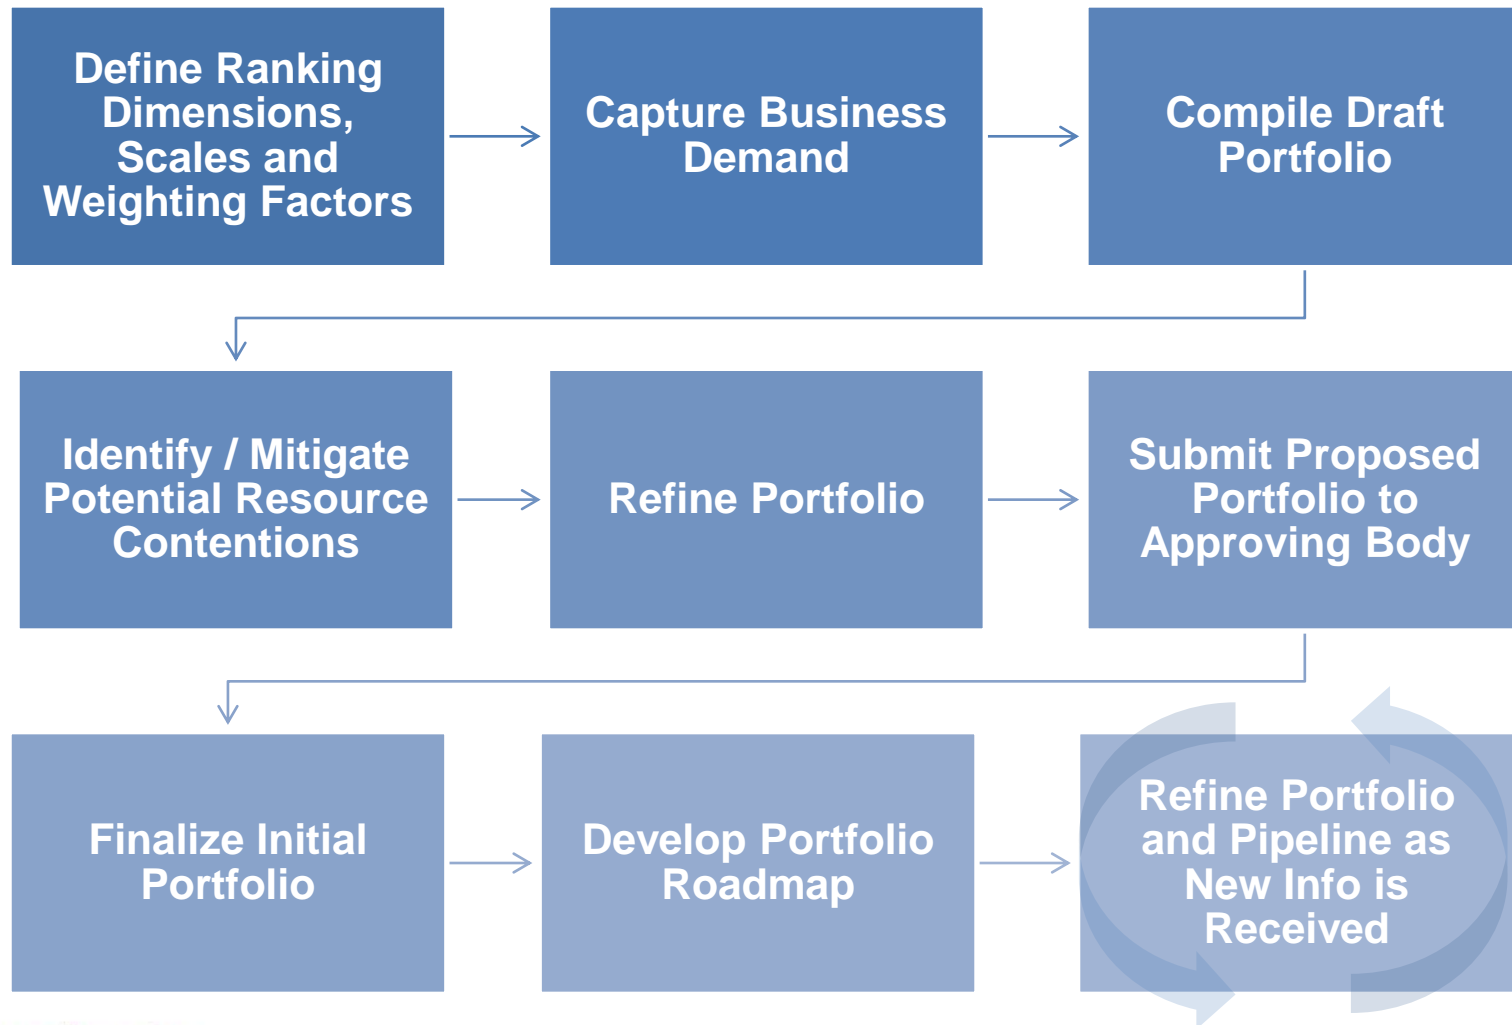 Define Ranking
Dimensions,
Scales and
Weighting Factors
Capture Business
Demand
Compile Draft
Portfolio
Identify / Mitigate
Potential Resource
Contentions
Refine Portfolio
Submit Proposed
Portfolio to
Approving Body
Finalize Initial
Portfolio
Develop Portfolio
Roadmap
Refine Portfolio
and Pipeline as
New Info is
Received